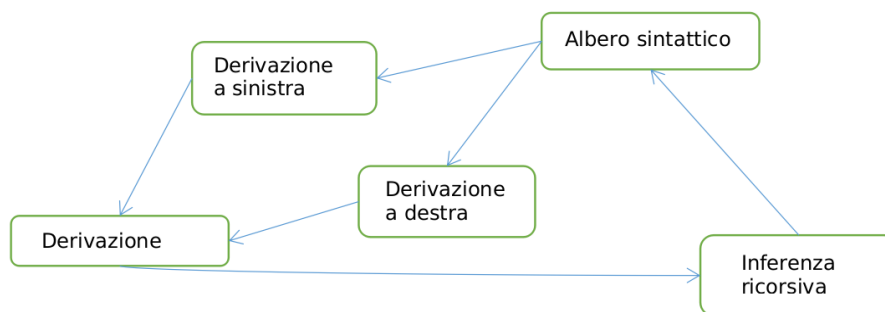 Albero sintattico
Derivazione
a sinistra
Derivazione
a destra
Derivazione
Inferenza
ricorsiva